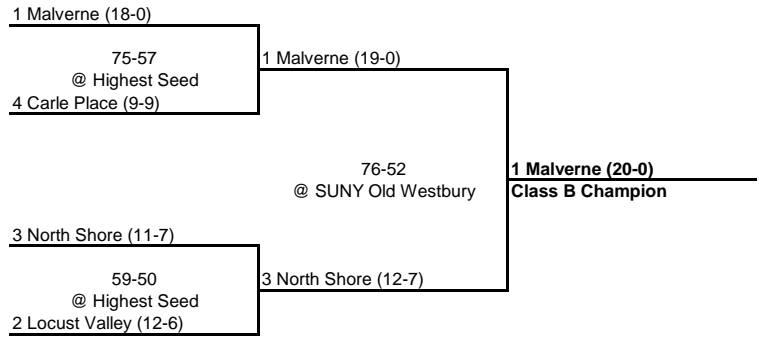 1 Malverne (18-0)
75-57
@ Highest Seed
1 Malverne (19-0)
4 Carle Place (9-9)
76-52
@ SUNY Old Westbury
1 Malverne (20-0)
Class B Champion
3 North Shore (11-7)
59-50
@ Highest Seed
3 North Shore (12-7)
2 Locust Valley (12-6)